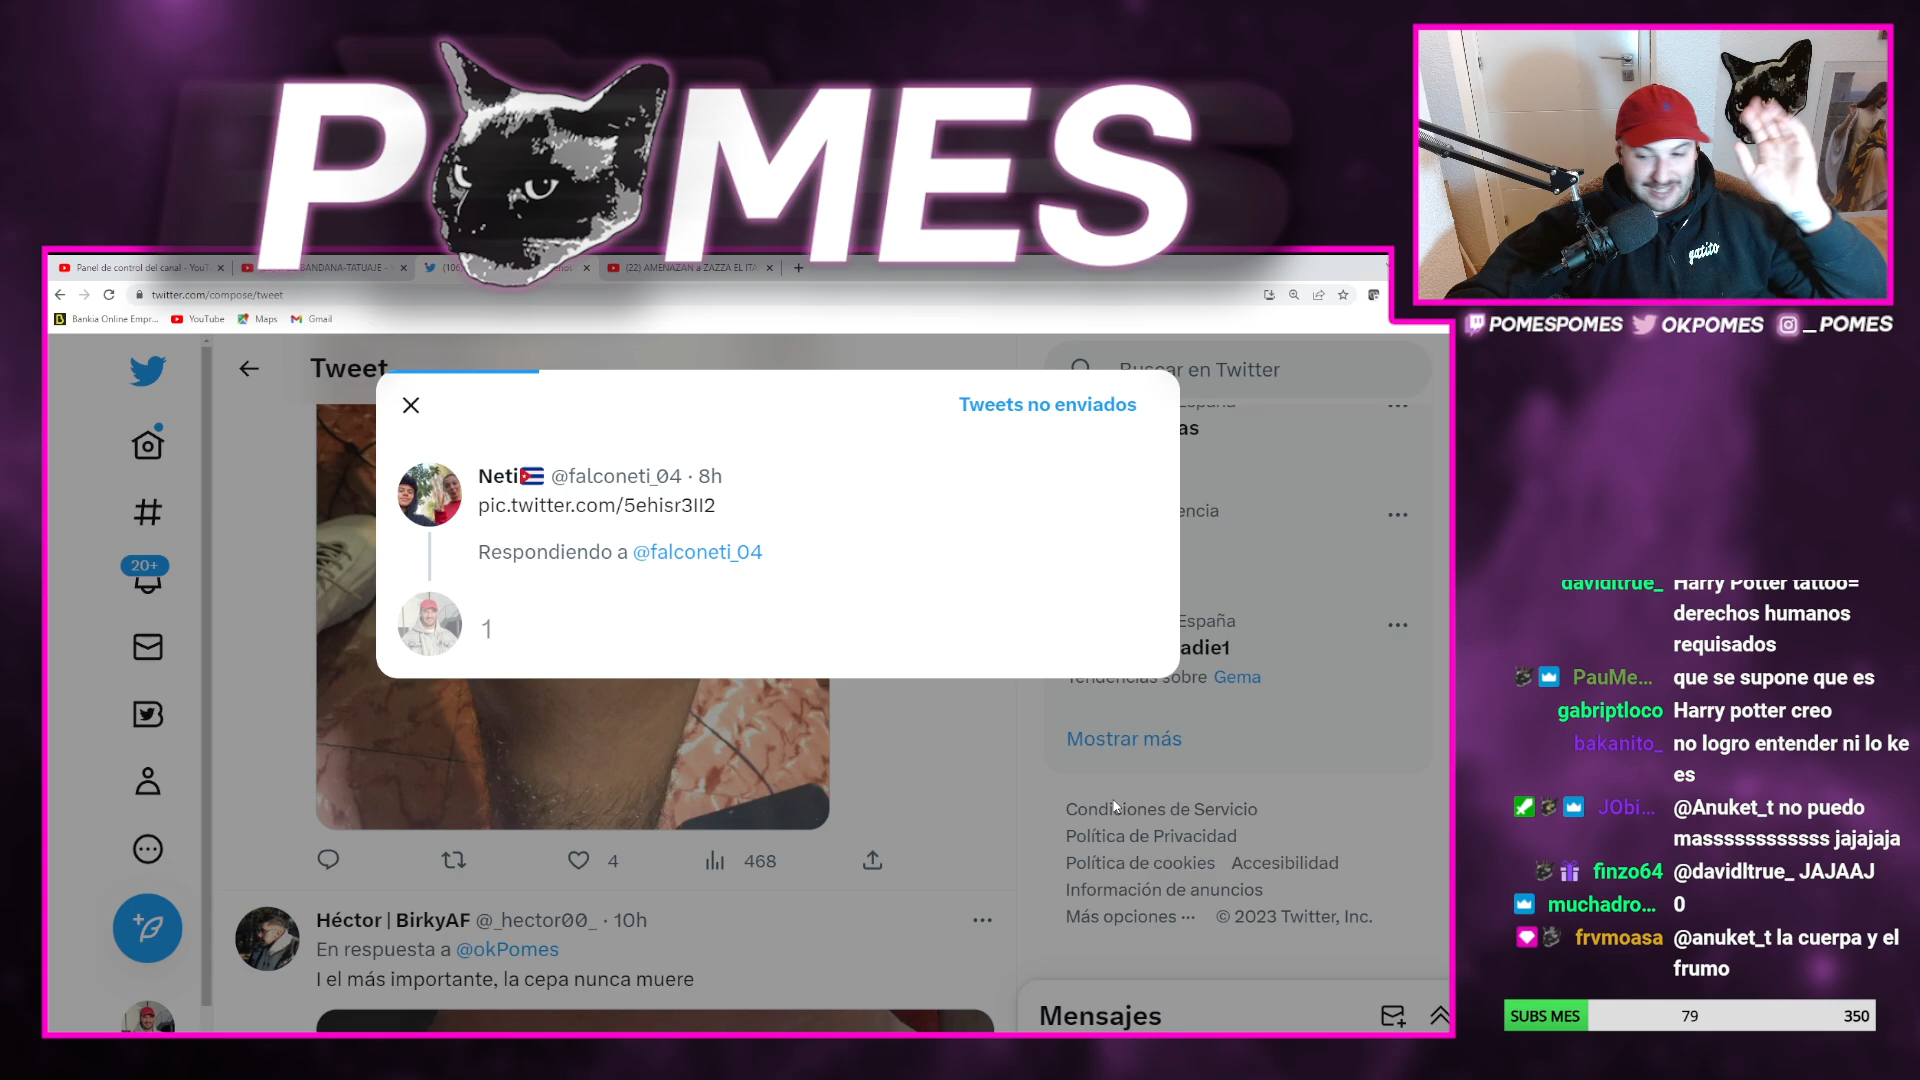 POMES
Panel de control del canal - YouT
BANDANA-TATUAJE -
(22) AMENAZAN a ZAZZA EL ITA
twitter.com/compose/tweet
Bankia Online Empr...
YouTube
Maps
Gmail
gatito
POMESPOMES
OKPOMES
_POMES
Tweet
Buscar en Twitter
Tweets no enviados
as
Neti🇨🇺 @falconeti_04 · 8h
pic.twitter.com/5ehisr3II2
Respondiendo a @falconeti_04
1
encia
España
adie1
Tendencias sobre Gema
Mostrar más
Condiciones de Servicio
Política de Privacidad
Política de cookies Accesibilidad
Información de anuncios
Más opciones ··· © 2023 Twitter, Inc.
20+
4
468
Héctor | BirkyAF @_hector00_ · 10h
En respuesta a @okPomes
I el más importante, la cepa nunca muere
Mensajes
davidltrue_ Harry Potter tattoo=
derechos humanos
requisados
PauMe... que se supone que es
gabriptloco Harry potter creo
bakanito_ no logro entender ni lo ke
es
JObi... @Anuket_t no puedo
massssssssssss jajajaja
finzo64 @davidltrue_ JAJAAJ
muchadro... 0
frvmoasa @anuket_t la cuerpa y el
frumo
SUBS MES 79 350